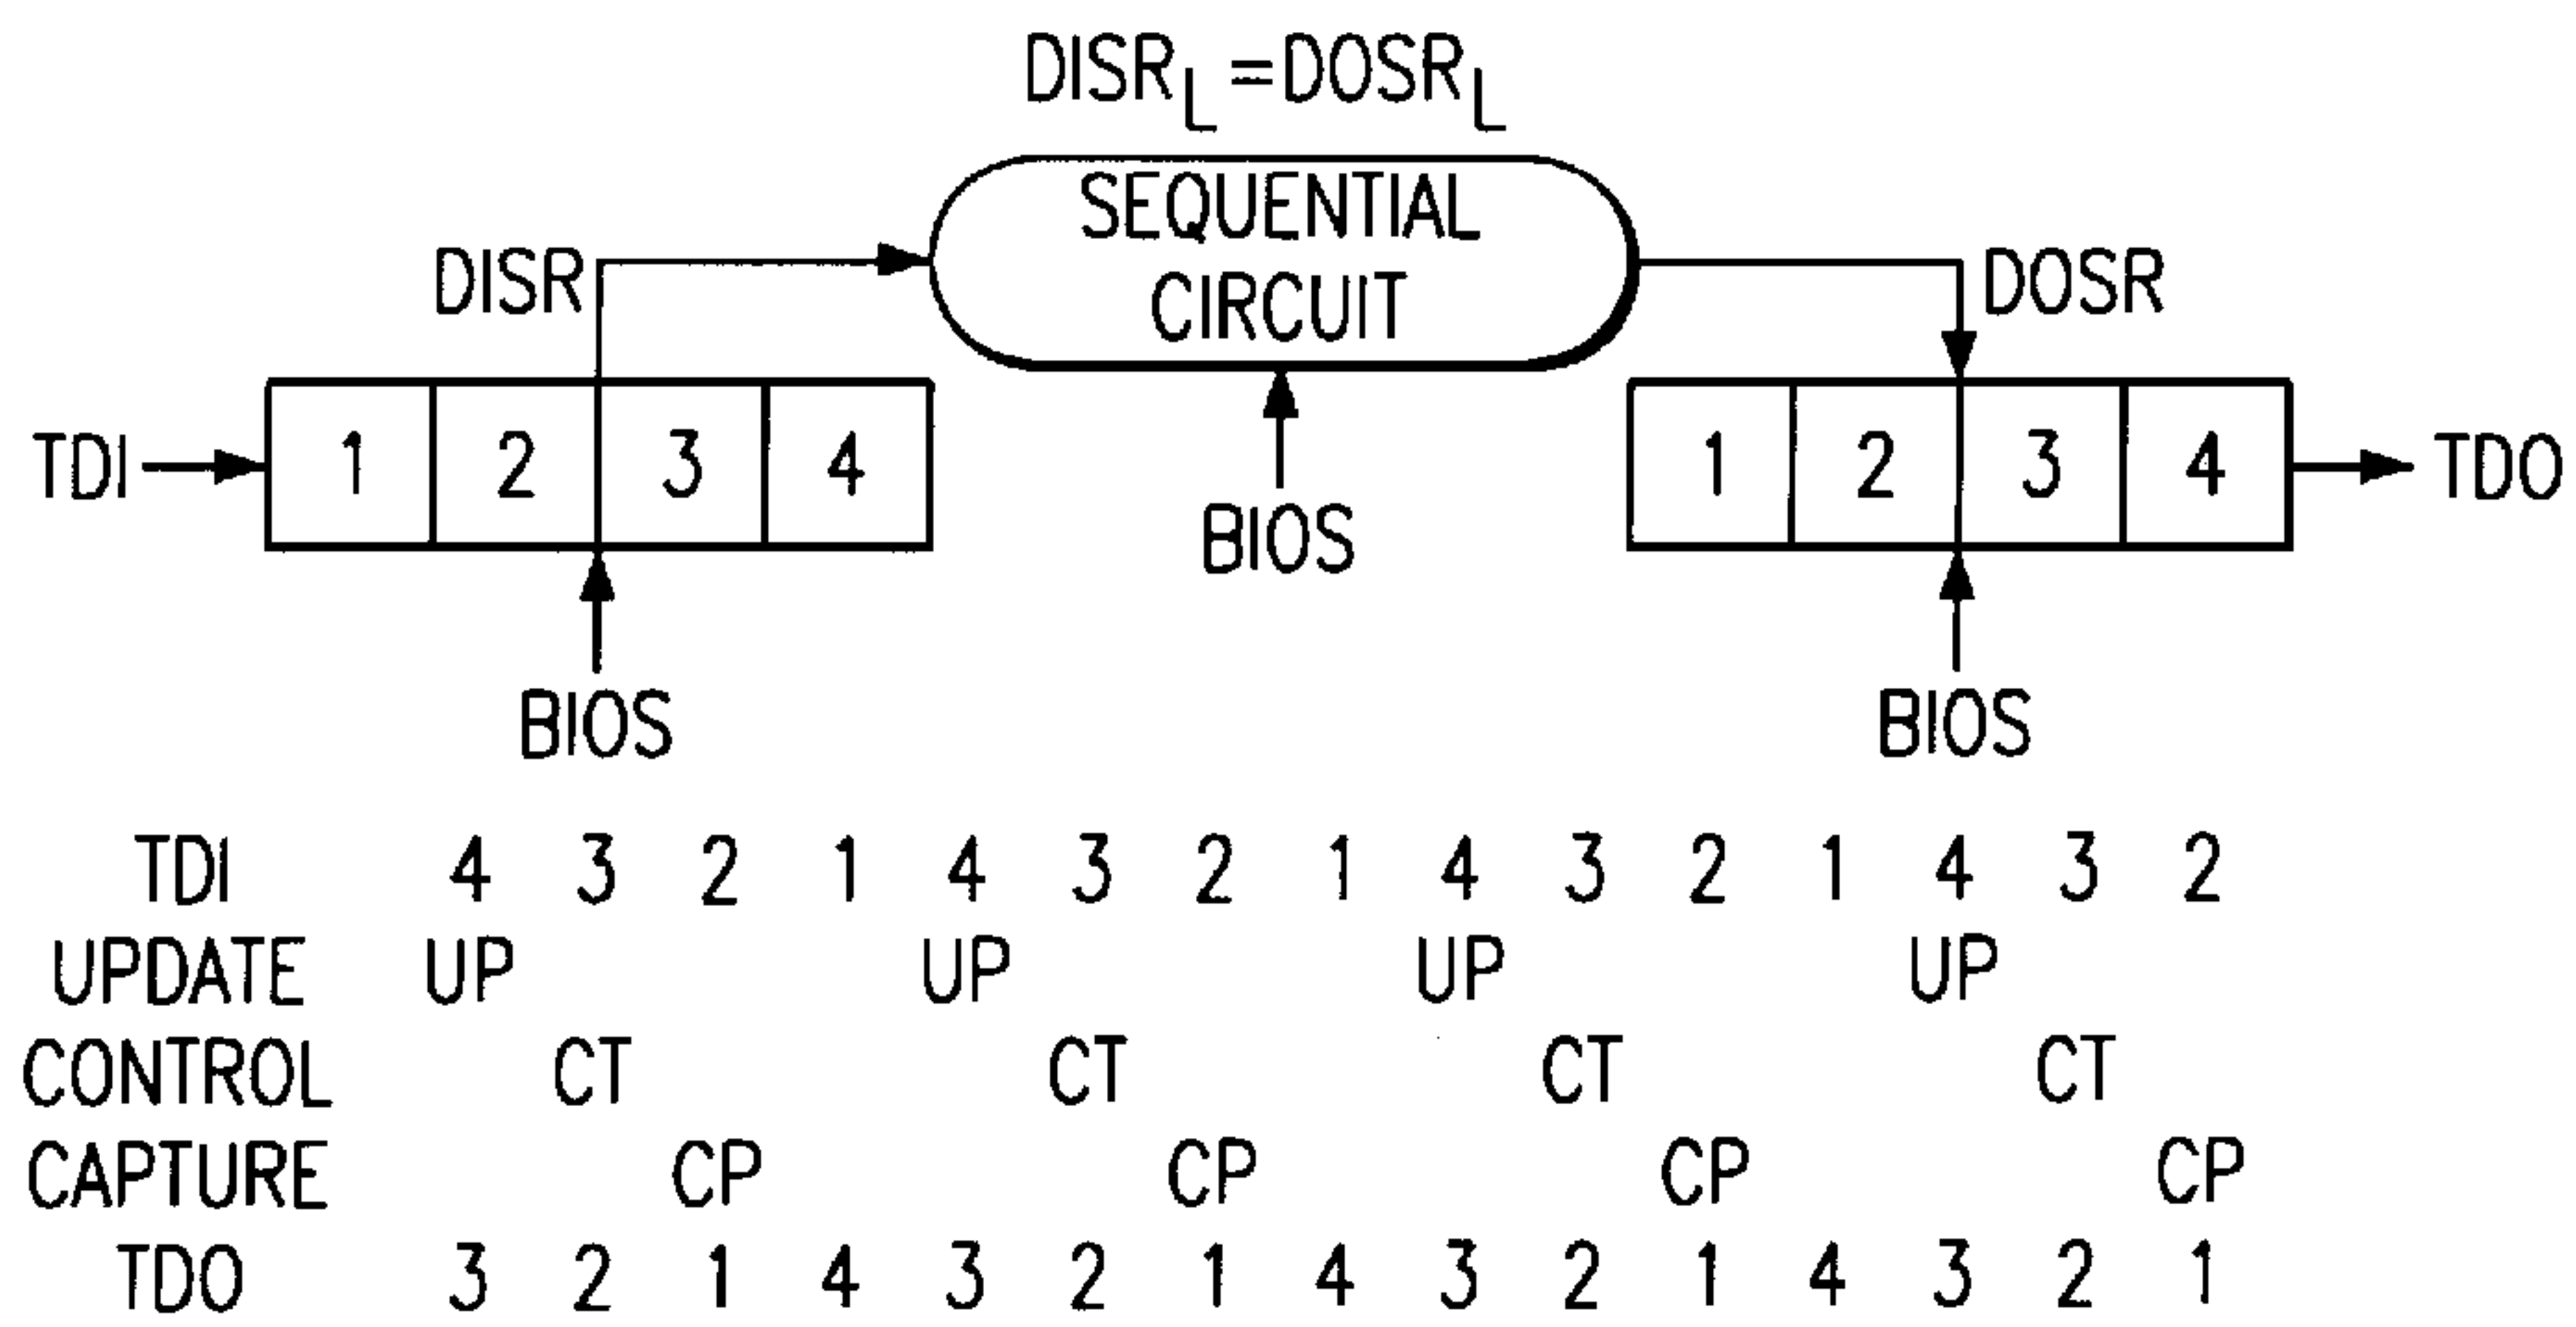 DISRL=DOSRL
SEQUENTIAL
CIRCUIT
DISR
DOSR
TDI 1 2 3 4
1 2 3 4 TDO
BIOS
BIOS
BIOS
TDI 4 3 2 1 4 3 2 1 4 3 2 1 4 3 2
UPDATE UP UP UP UP
CONTROL CT CT CT CT
CAPTURE CP CP CP CP
TDO 3 2 1 4 3 2 1 4 3 2 1 4 3 2 1